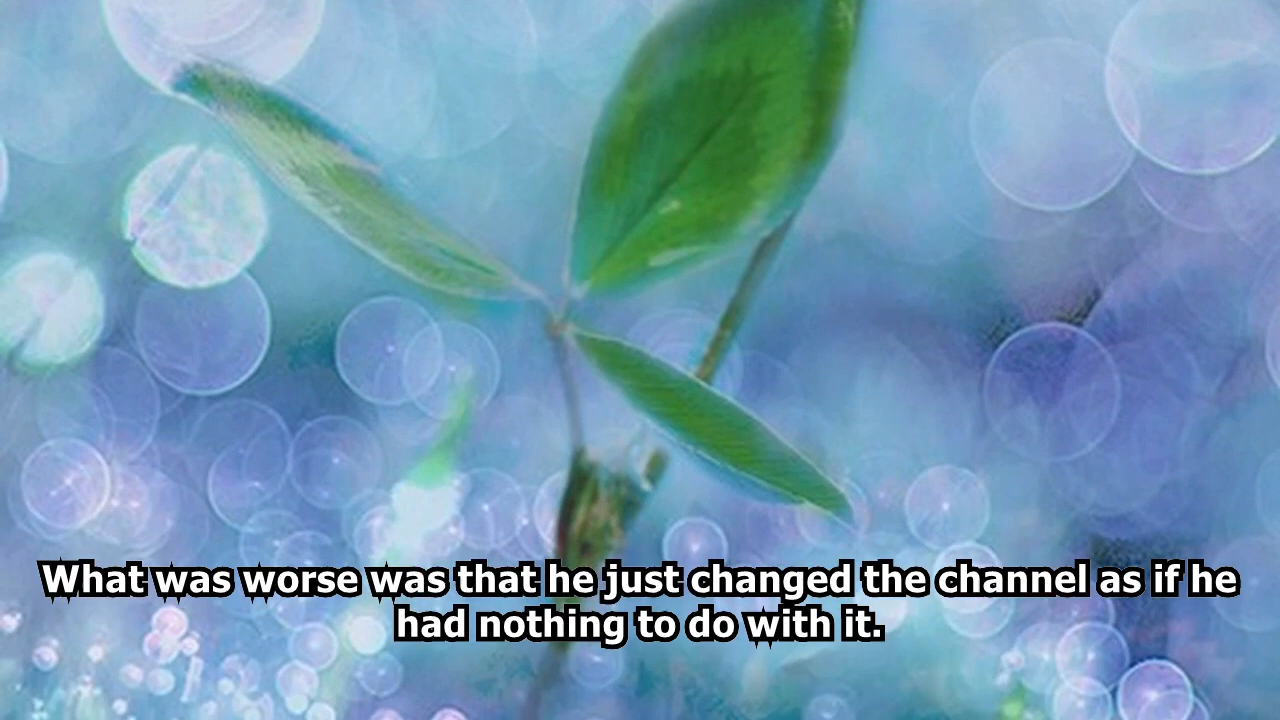 What was worse was that he just changed the channel as if he
had nothing to do with it.